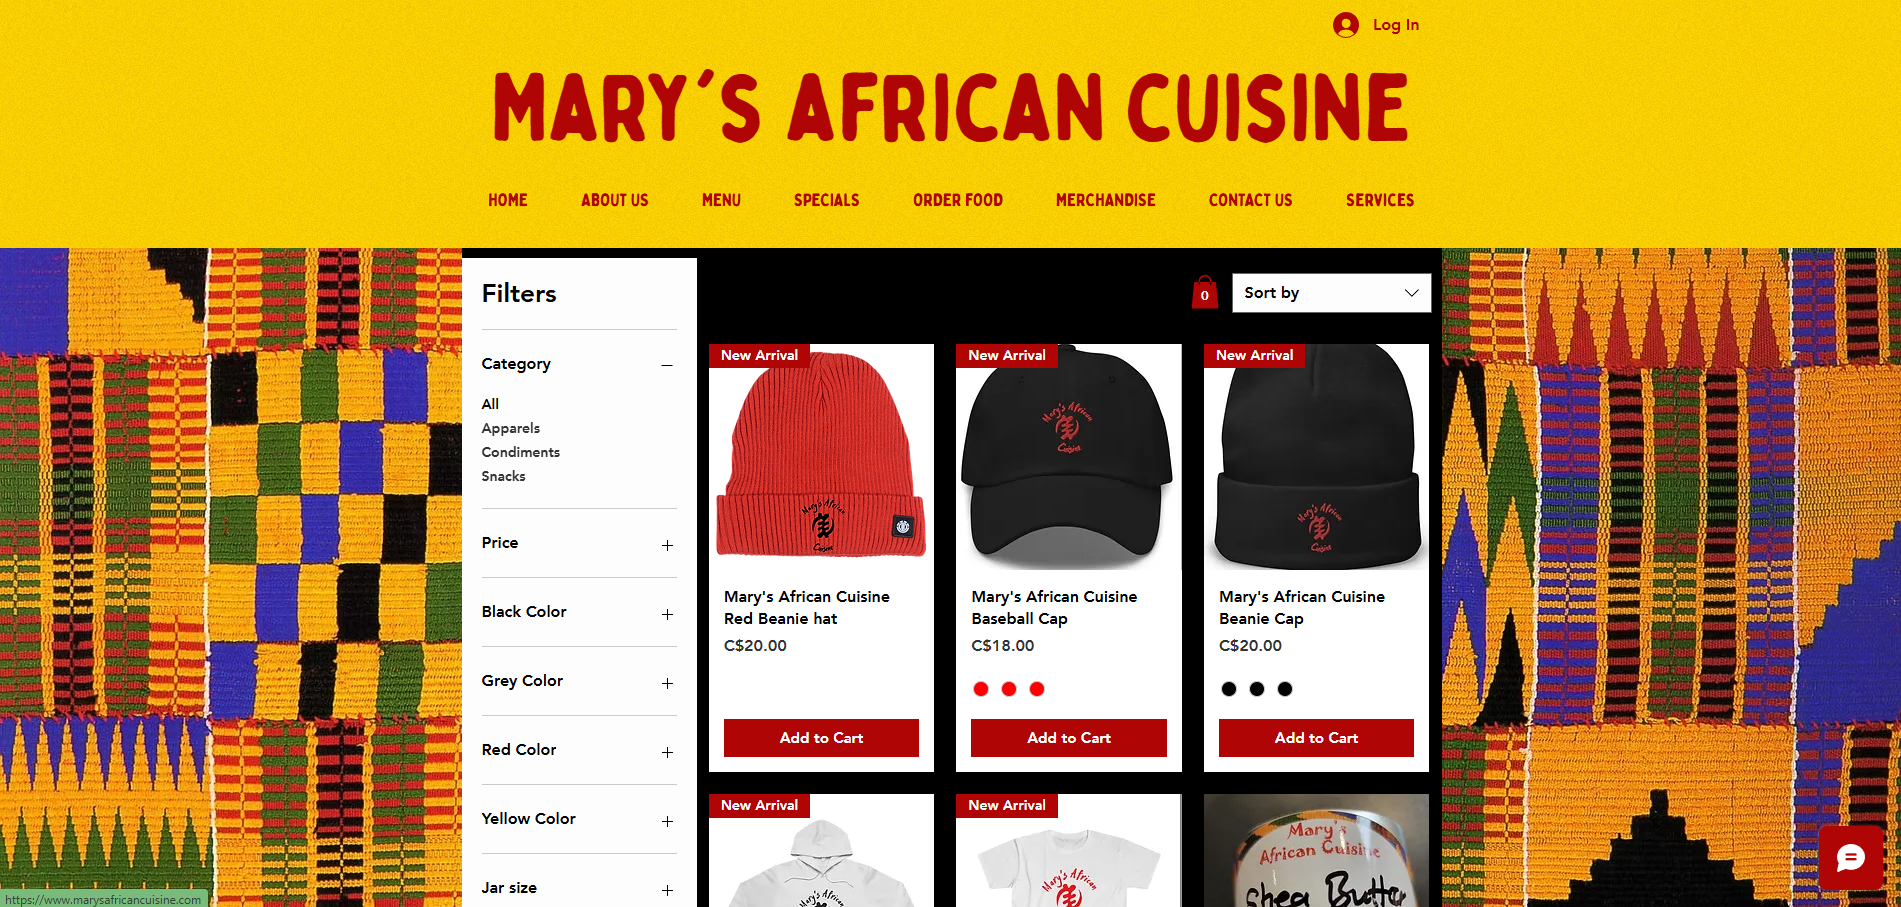 Log In
MARY'S AFRICAN CUISINE
HOME
ABOUT US
MENU
SPECIALS
ORDER FOOD
MERCHANDISE
CONTACT US
SERVICES
Filters
Category
All
Apparels
Condiments
Snacks
Price
Black Color
Grey Color
Red Color
Yellow Color
Jar size
0
Sort by
New Arrival
Mary's African
Cuisine
Mary's African Cuisine
Red Beanie hat
C$20.00
Add to Cart
New Arrival
Mary's African
Cuisine
Mary's African Cuisine
Baseball Cap
C$18.00
Add to Cart
New Arrival
Mary's African
Cuisine
Mary's African Cuisine
Beanie Cap
C$20.00
Add to Cart
New Arrival
Mary's African
New Arrival
Mary's African
Mary's
African Cuisine
Shea Butter
https://www.marysafricancuisine.com